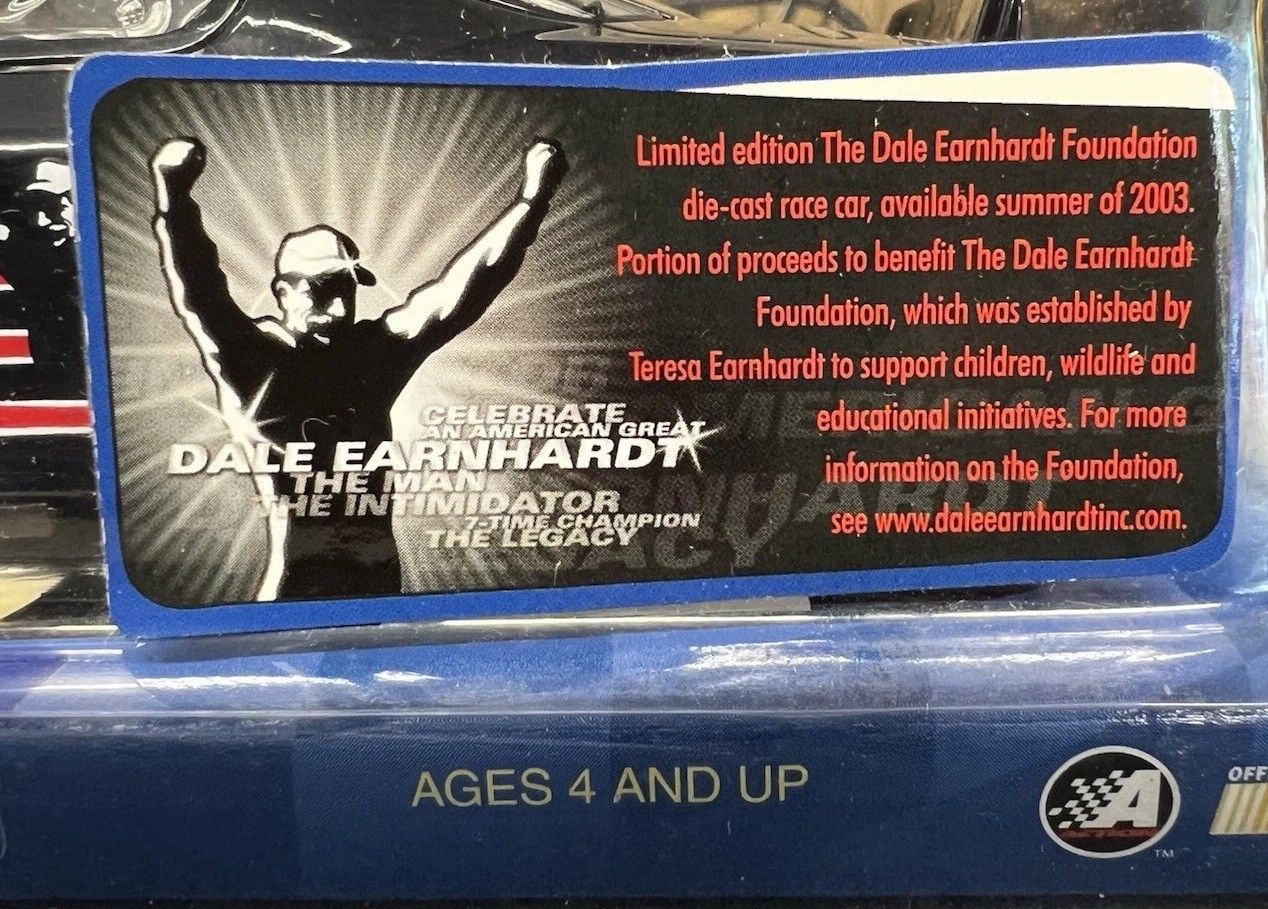 Limited edition The Dale Earnhardt Foundation
die-cast race car, available summer of 2003.
Portion of proceeds to benefit The Dale Earnhardt
Foundation, which was established by
Teresa Earnhardt to support children, wildlife and
educational initiatives. For more
information on the Foundation,
see www.daleearnhardtinc.com.
CELEBRATE
AN AMERICAN GREAT
DALE EARNHARDT
THE MAN
THE INTIMIDATOR
7-TIME CHAMPION
THE LEGACY
AGES 4 AND UP
A
ACTION
TM
OFF